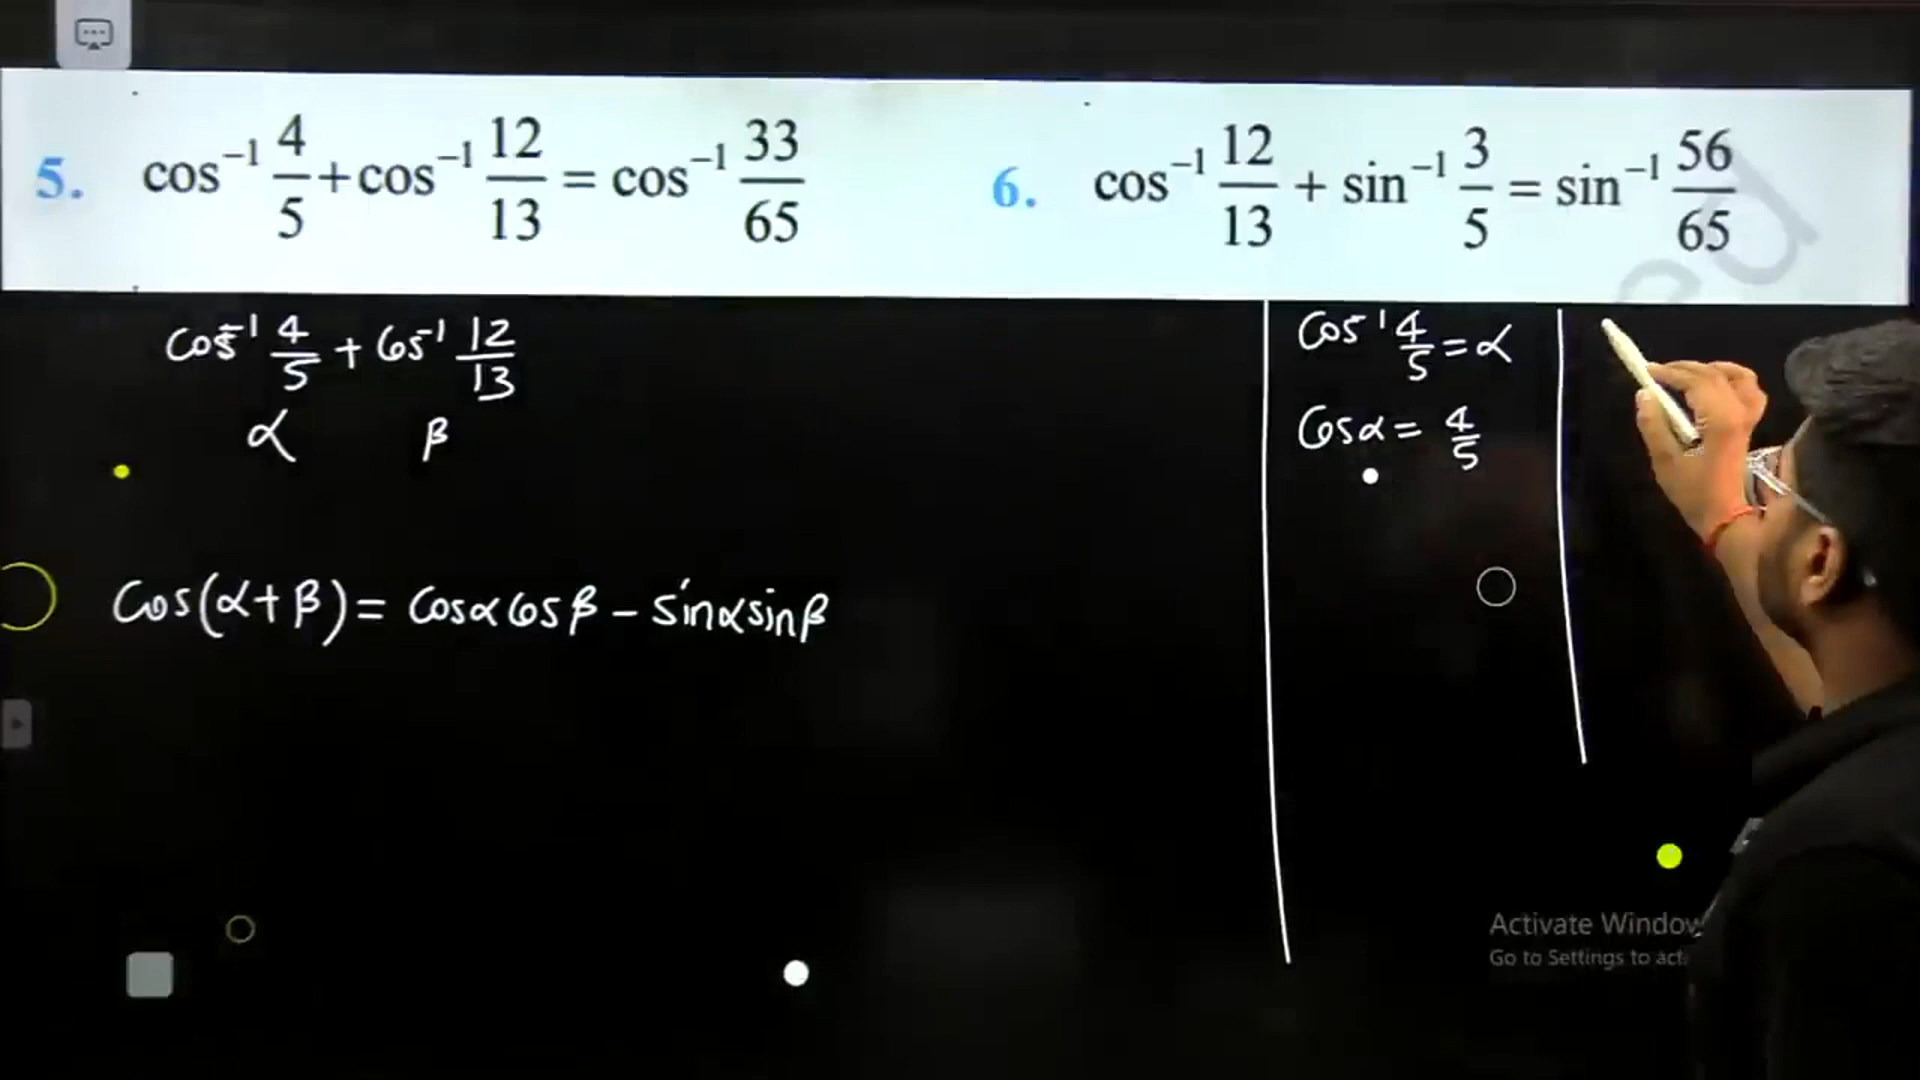 5. cos⁻¹ 4/5 + cos⁻¹ 12/13 = cos⁻¹ 33/65
6. cos⁻¹ 12/13 + sin⁻¹ 3/5 = sin⁻¹ 56/65
ed
Cos⁻¹ 4/5 + Cos⁻¹ 12/13
α β
Cos(α+β) = Cosα Cosβ − sinα sinβ
Cos⁻¹ 4/5 = α
Cosα = 4/5
Activate Window
Go to Settings to act